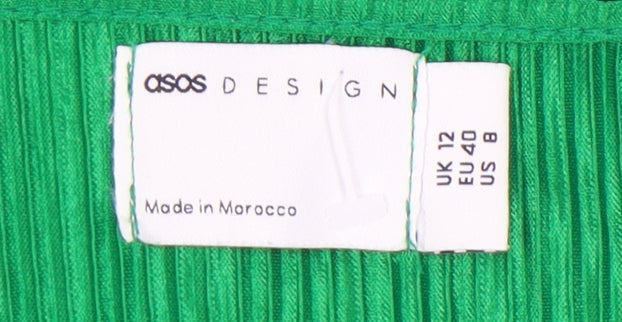 asos DESIGN
Made in Morocco
UK 12
EU 40
US 8